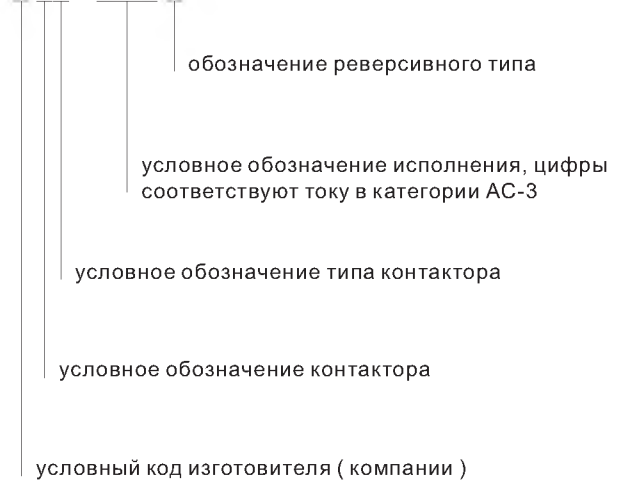 обозначение реверсивного типа
условное обозначение исполнения, цифры
соответствуют току в категории АС-3
условное обозначение типа контактора
условное обозначение контактора
условный код изготовителя ( компании )